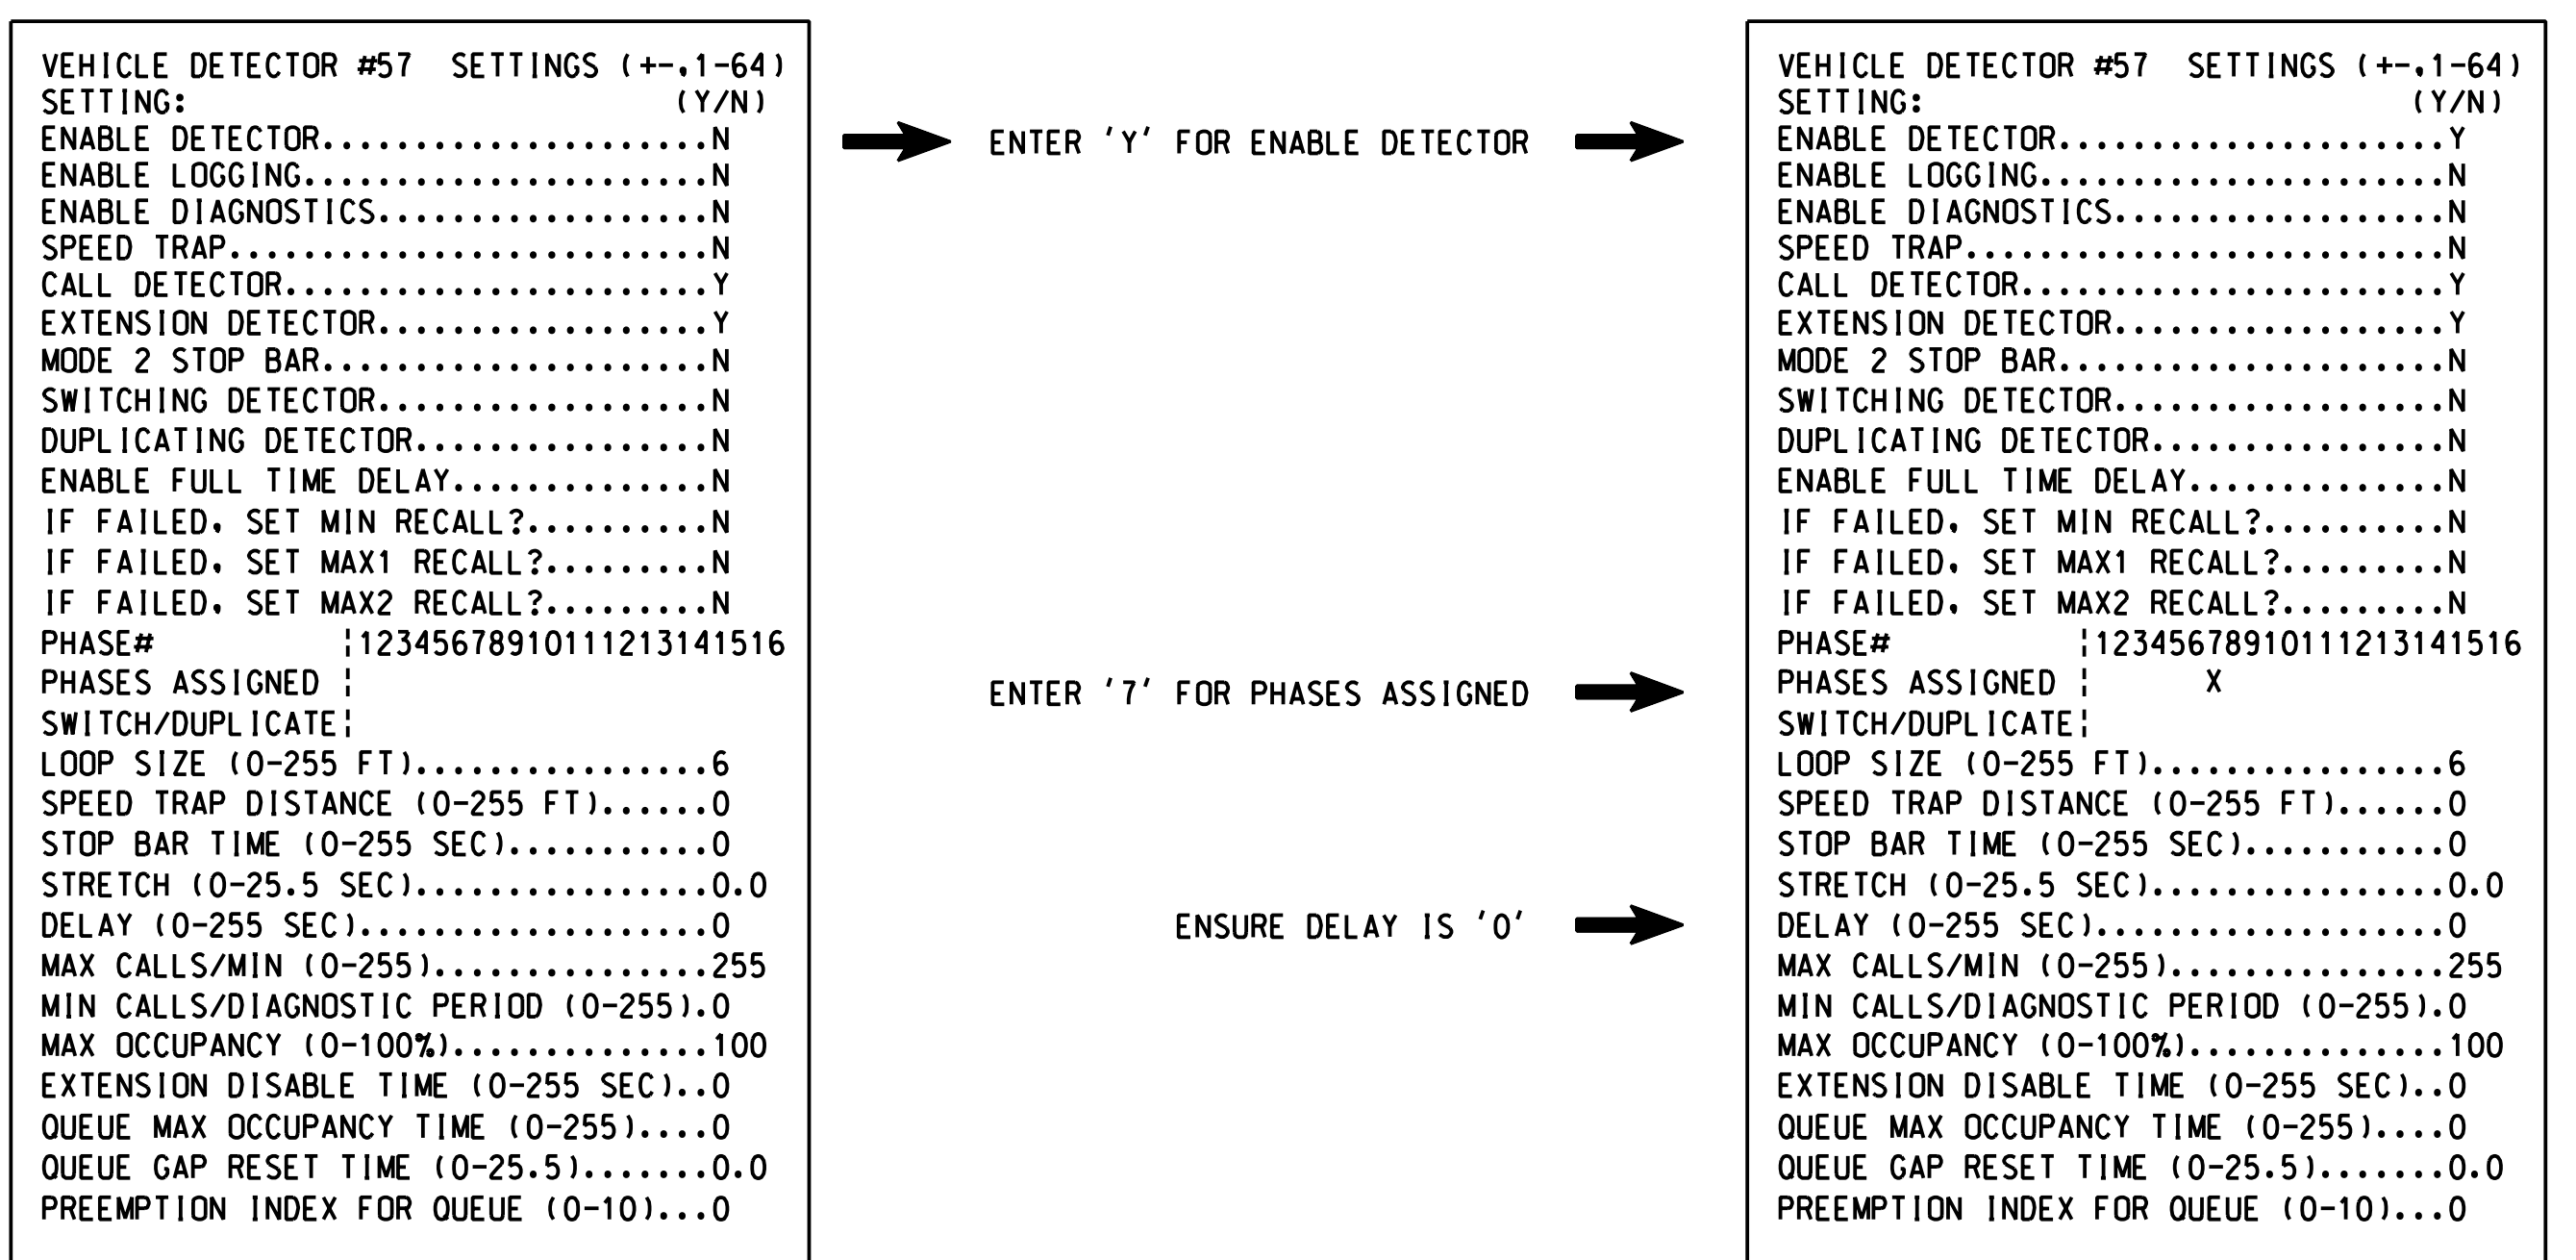 VEHICLE DETECTOR #57  SETTINGS (+-,1-64)
SETTING: (Y/N)
ENABLE DETECTOR.....................N
ENABLE LOGGING......................N
ENABLE DIAGNOSTICS..................N
SPEED TRAP..........................N
CALL DETECTOR.......................Y
EXTENSION DETECTOR..................Y
MODE 2 STOP BAR.....................N
SWITCHING DETECTOR..................N
DUPLICATING DETECTOR................N
ENABLE FULL TIME DELAY..............N
IF FAILED, SET MIN RECALL?..........N
IF FAILED, SET MAX1 RECALL?.........N
IF FAILED, SET MAX2 RECALL?.........N
PHASE# ¦12345678910111213141516
PHASES ASSIGNED ¦
SWITCH/DUPLICATE¦
LOOP SIZE (0-255 FT)................6
SPEED TRAP DISTANCE (0-255 FT)......0
STOP BAR TIME (0-255 SEC)...........0
STRETCH (0-25.5 SEC)................0.0
DELAY (0-255 SEC)...................0
MAX CALLS/MIN (0-255)...............255
MIN CALLS/DIAGNOSTIC PERIOD (0-255).0
MAX OCCUPANCY (0-100%)..............100
EXTENSION DISABLE TIME (0-255 SEC)..0
QUEUE MAX OCCUPANCY TIME (0-255)....0
QUEUE GAP RESET TIME (0-25.5).......0.0
PREEMPTION INDEX FOR QUEUE (0-10)...0
ENTER 'Y' FOR ENABLE DETECTOR
ENTER '7' FOR PHASES ASSIGNED
ENSURE DELAY IS '0'
VEHICLE DETECTOR #57  SETTINGS (+-,1-64)
SETTING: (Y/N)
ENABLE DETECTOR.....................Y
ENABLE LOGGING......................N
ENABLE DIAGNOSTICS..................N
SPEED TRAP..........................N
CALL DETECTOR.......................Y
EXTENSION DETECTOR..................Y
MODE 2 STOP BAR.....................N
SWITCHING DETECTOR..................N
DUPLICATING DETECTOR................N
ENABLE FULL TIME DELAY..............N
IF FAILED, SET MIN RECALL?..........N
IF FAILED, SET MAX1 RECALL?.........N
IF FAILED, SET MAX2 RECALL?.........N
PHASE# ¦12345678910111213141516
PHASES ASSIGNED ¦      X
SWITCH/DUPLICATE¦
LOOP SIZE (0-255 FT)................6
SPEED TRAP DISTANCE (0-255 FT)......0
STOP BAR TIME (0-255 SEC)...........0
STRETCH (0-25.5 SEC)................0.0
DELAY (0-255 SEC)...................0
MAX CALLS/MIN (0-255)...............255
MIN CALLS/DIAGNOSTIC PERIOD (0-255).0
MAX OCCUPANCY (0-100%)..............100
EXTENSION DISABLE TIME (0-255 SEC)..0
QUEUE MAX OCCUPANCY TIME (0-255)....0
QUEUE GAP RESET TIME (0-25.5).......0.0
PREEMPTION INDEX FOR QUEUE (0-10)...0